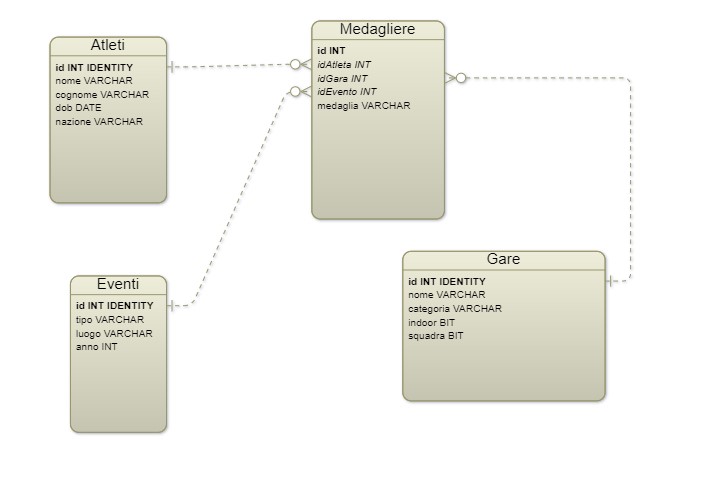 Atleti
id INT IDENTITY
nome VARCHAR
cognome VARCHAR
dob DATE
nazione VARCHAR
Medagliere
id INT
idAtleta INT
idGara INT
idEvento INT
medaglia VARCHAR
Eventi
id INT IDENTITY
tipo VARCHAR
luogo VARCHAR
anno INT
Gare
id INT IDENTITY
nome VARCHAR
categoria VARCHAR
indoor BIT
squadra BIT